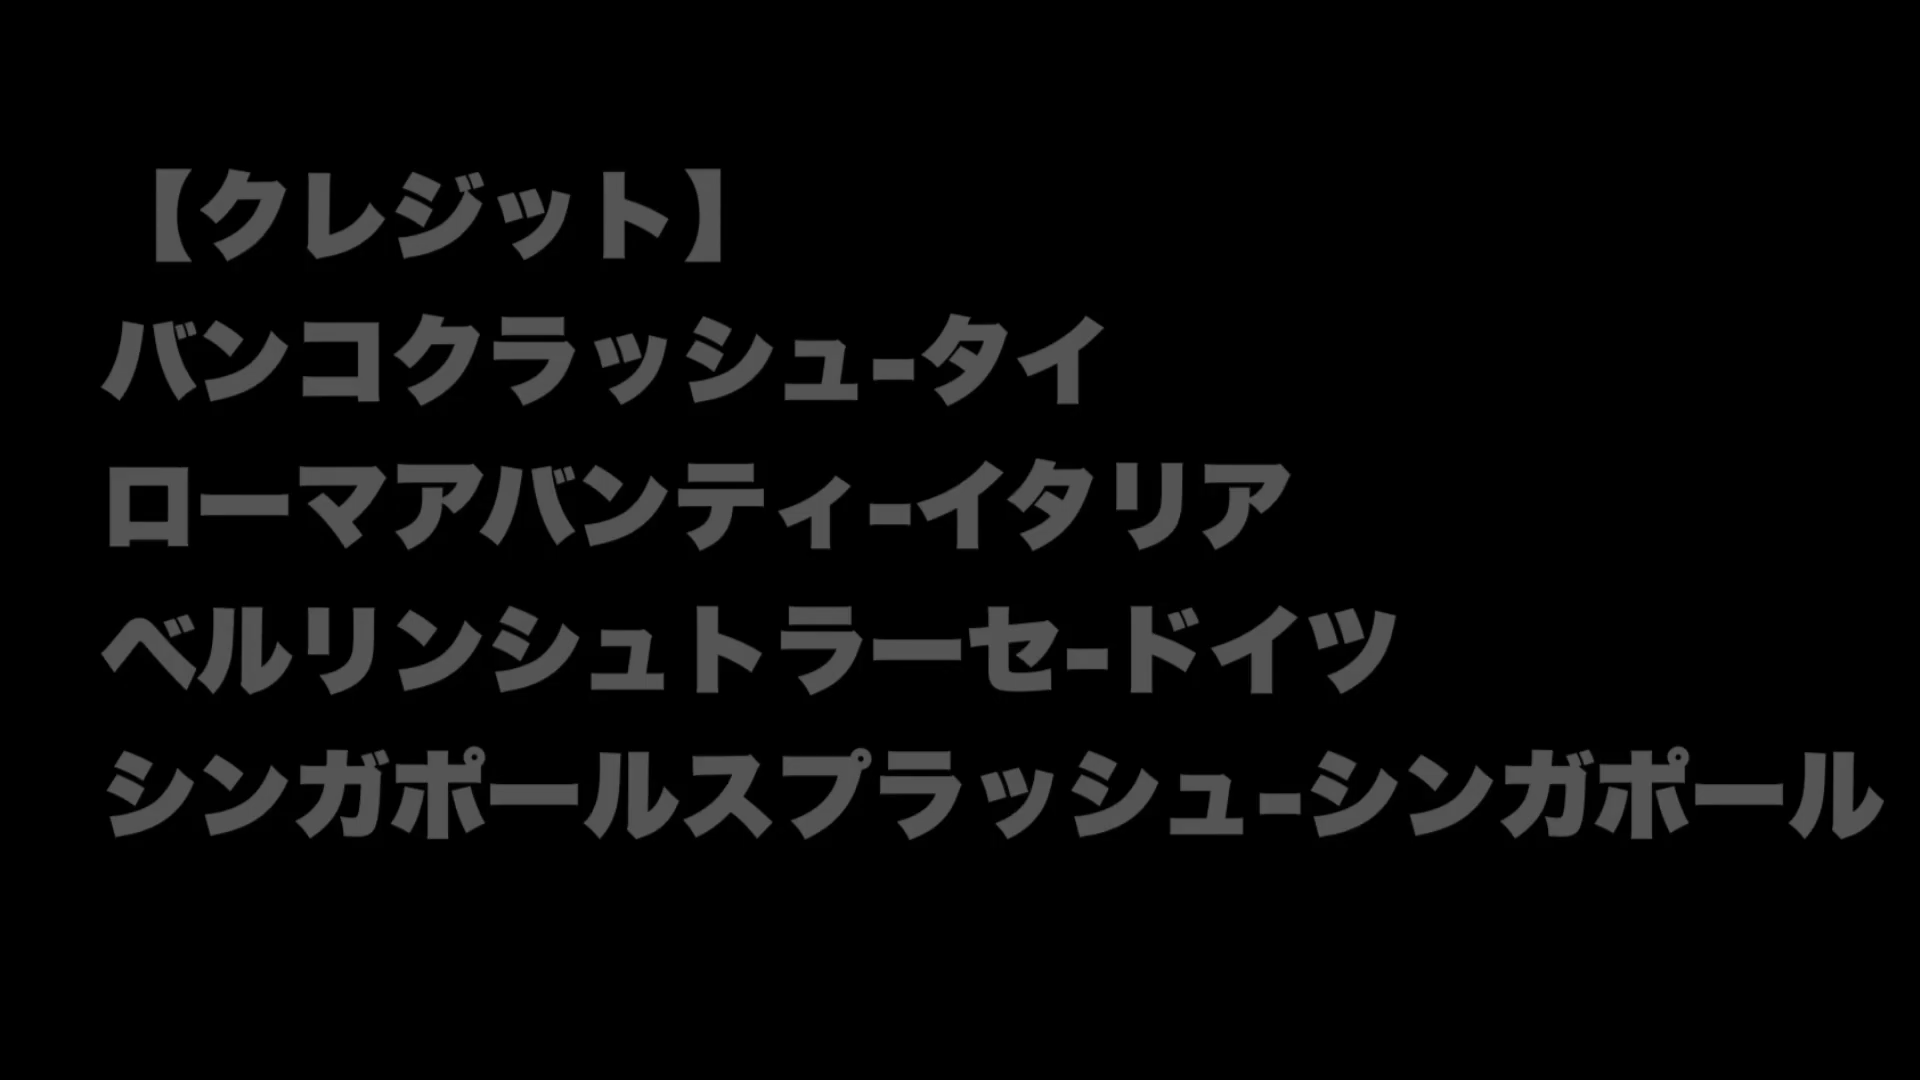 【クレジット】
バンコクラッシュ-タイ
ローマアバンティ-イタリア
ベルリンシュトラーセ-ドイツ
シンガポールスプラッシュ-シンガポール